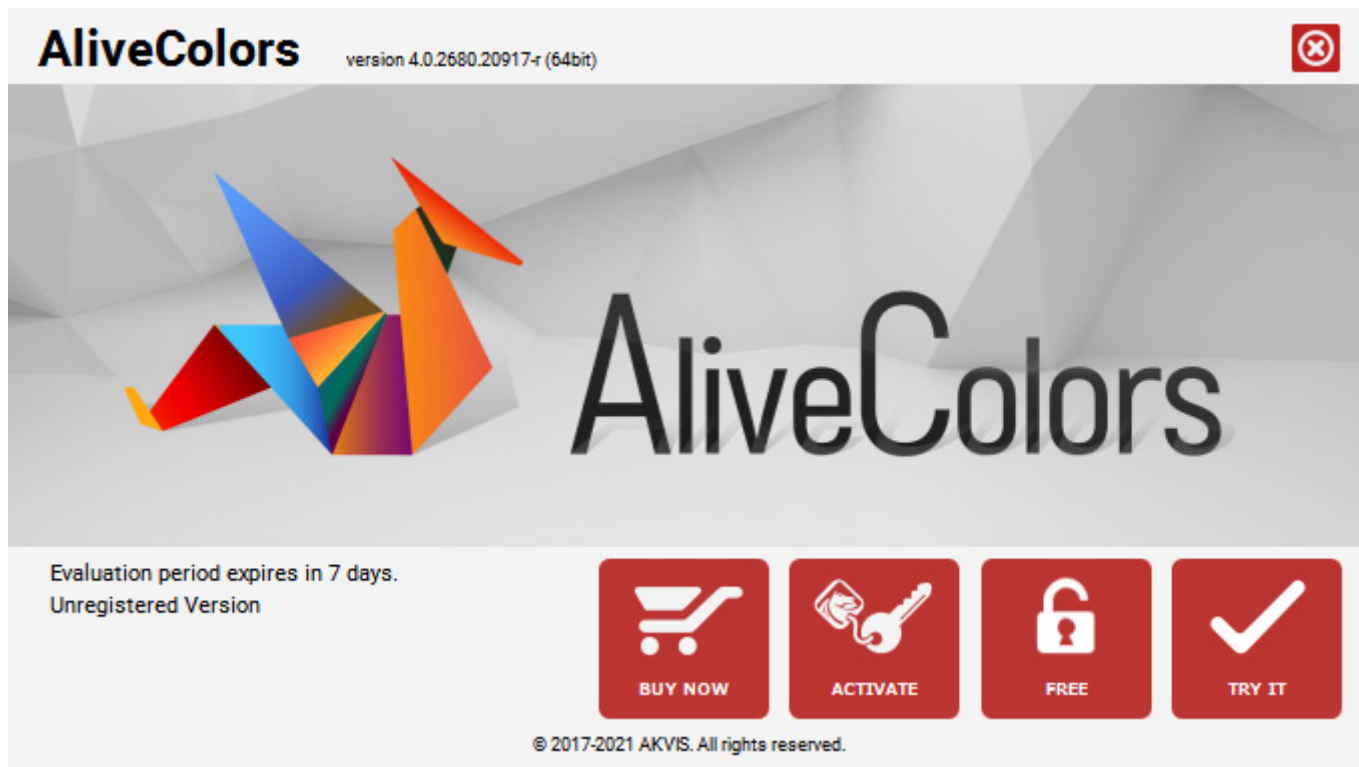 AliveColors version 4.0.2680.20917-r (64bit)
AliveColors
Evaluation period expires in 7 days.
Unregistered Version
BUY NOW
ACTIVATE
FREE
TRY IT
© 2017-2021 AKVIS. All rights reserved.